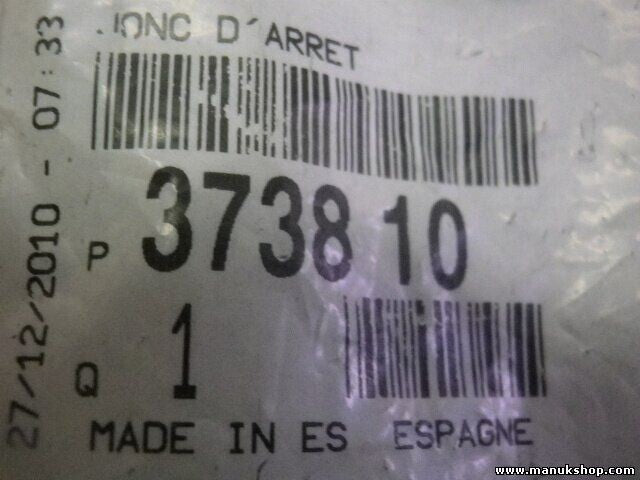 JONC D'ARRET
27/12/2010 - 07:33
P 3738 10
Q 1
MADE IN ES ESPAGNE
www.manukshop.com